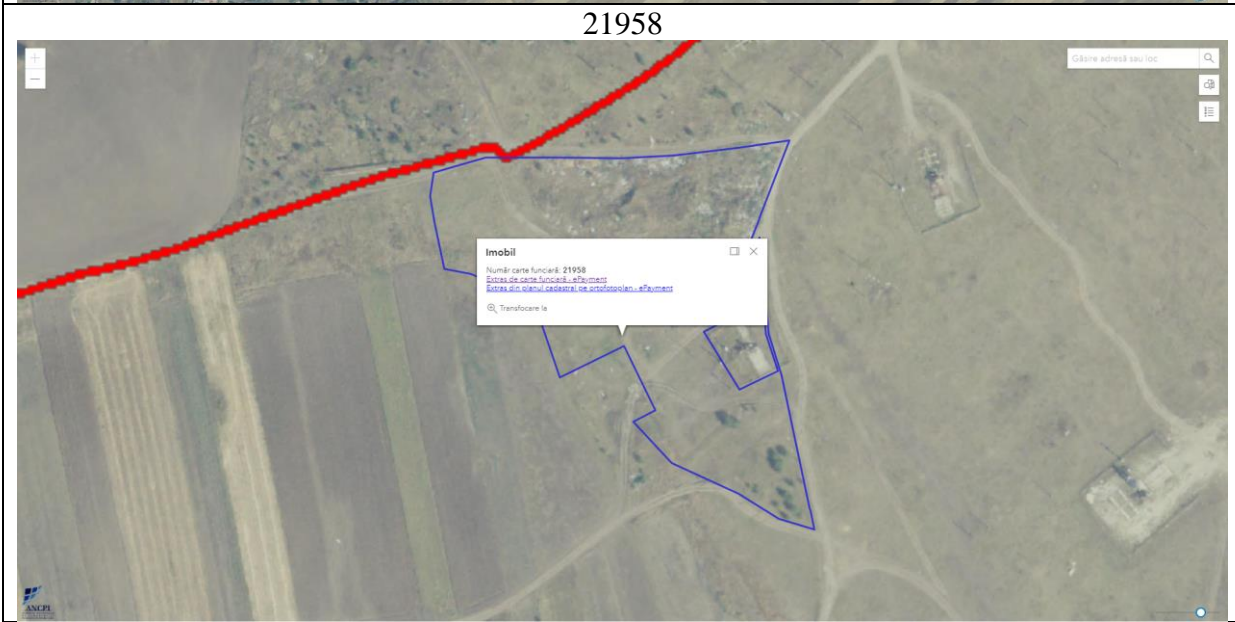 21958
Găsire adresă sau loc
Imobil
Număr carte funciară: 21958
Extras de carte funciară - ePayment
Extras din planul cadastral pe ortofotoplan - ePayment
Transfocare la
ANCPI